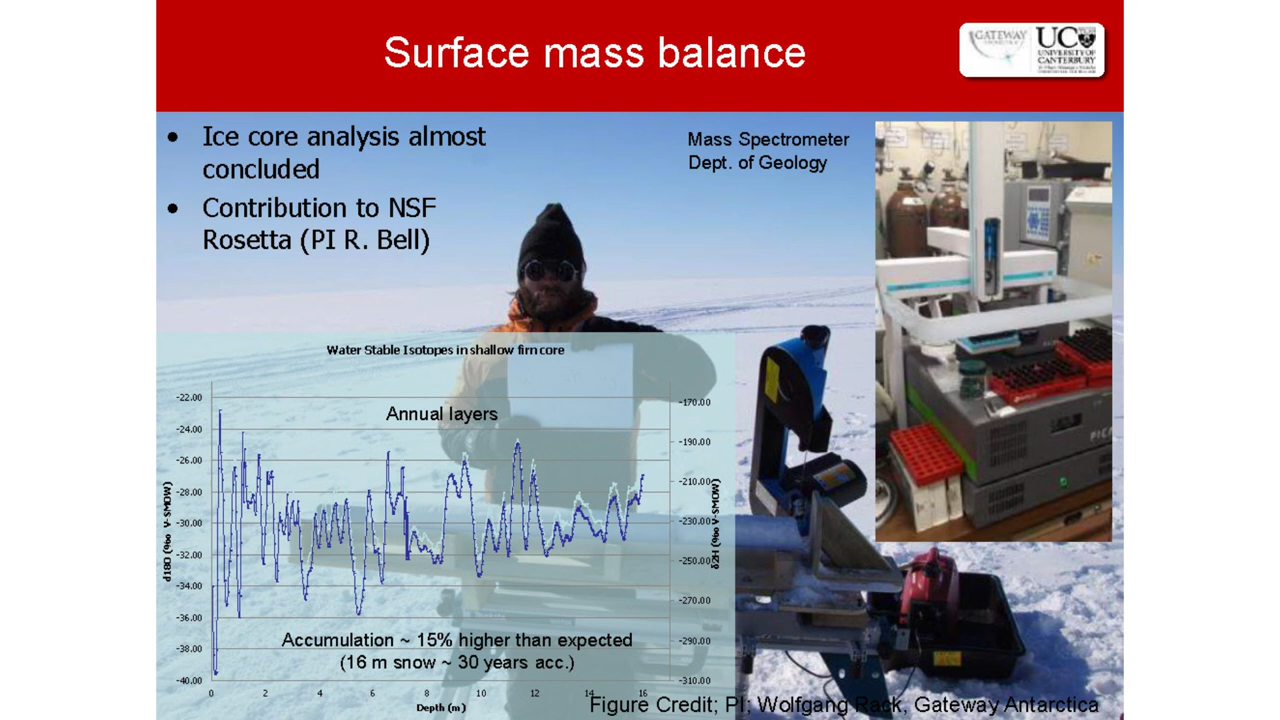 Surface mass balance
GATEWAY
UC
UNIVERSITY OF
CANTERBURY
• Ice core analysis almost
concluded
• Contribution to NSF
Rosetta (PI R. Bell)
Mass Spectrometer
Dept. of Geology
Water Stable Isotopes in shallow firn core
Annual layers
-22.00
-24.00
-26.00
-28.00
-30.00
-32.00
-34.00
-36.00
-38.00
-40.00
d18O (‰ V-SMOW)
-170.00
-190.00
-210.00
-230.00
-250.00
-270.00
-290.00
-310.00
δ2H (‰ V-SMOW)
Accumulation ~ 15% higher than expected
(16 m snow ~ 30 years acc.)
0 2 4 6 8 10 12 14 16
Depth (m)
Figure Credit; PI; Wolfgang Rack, Gateway Antarctica